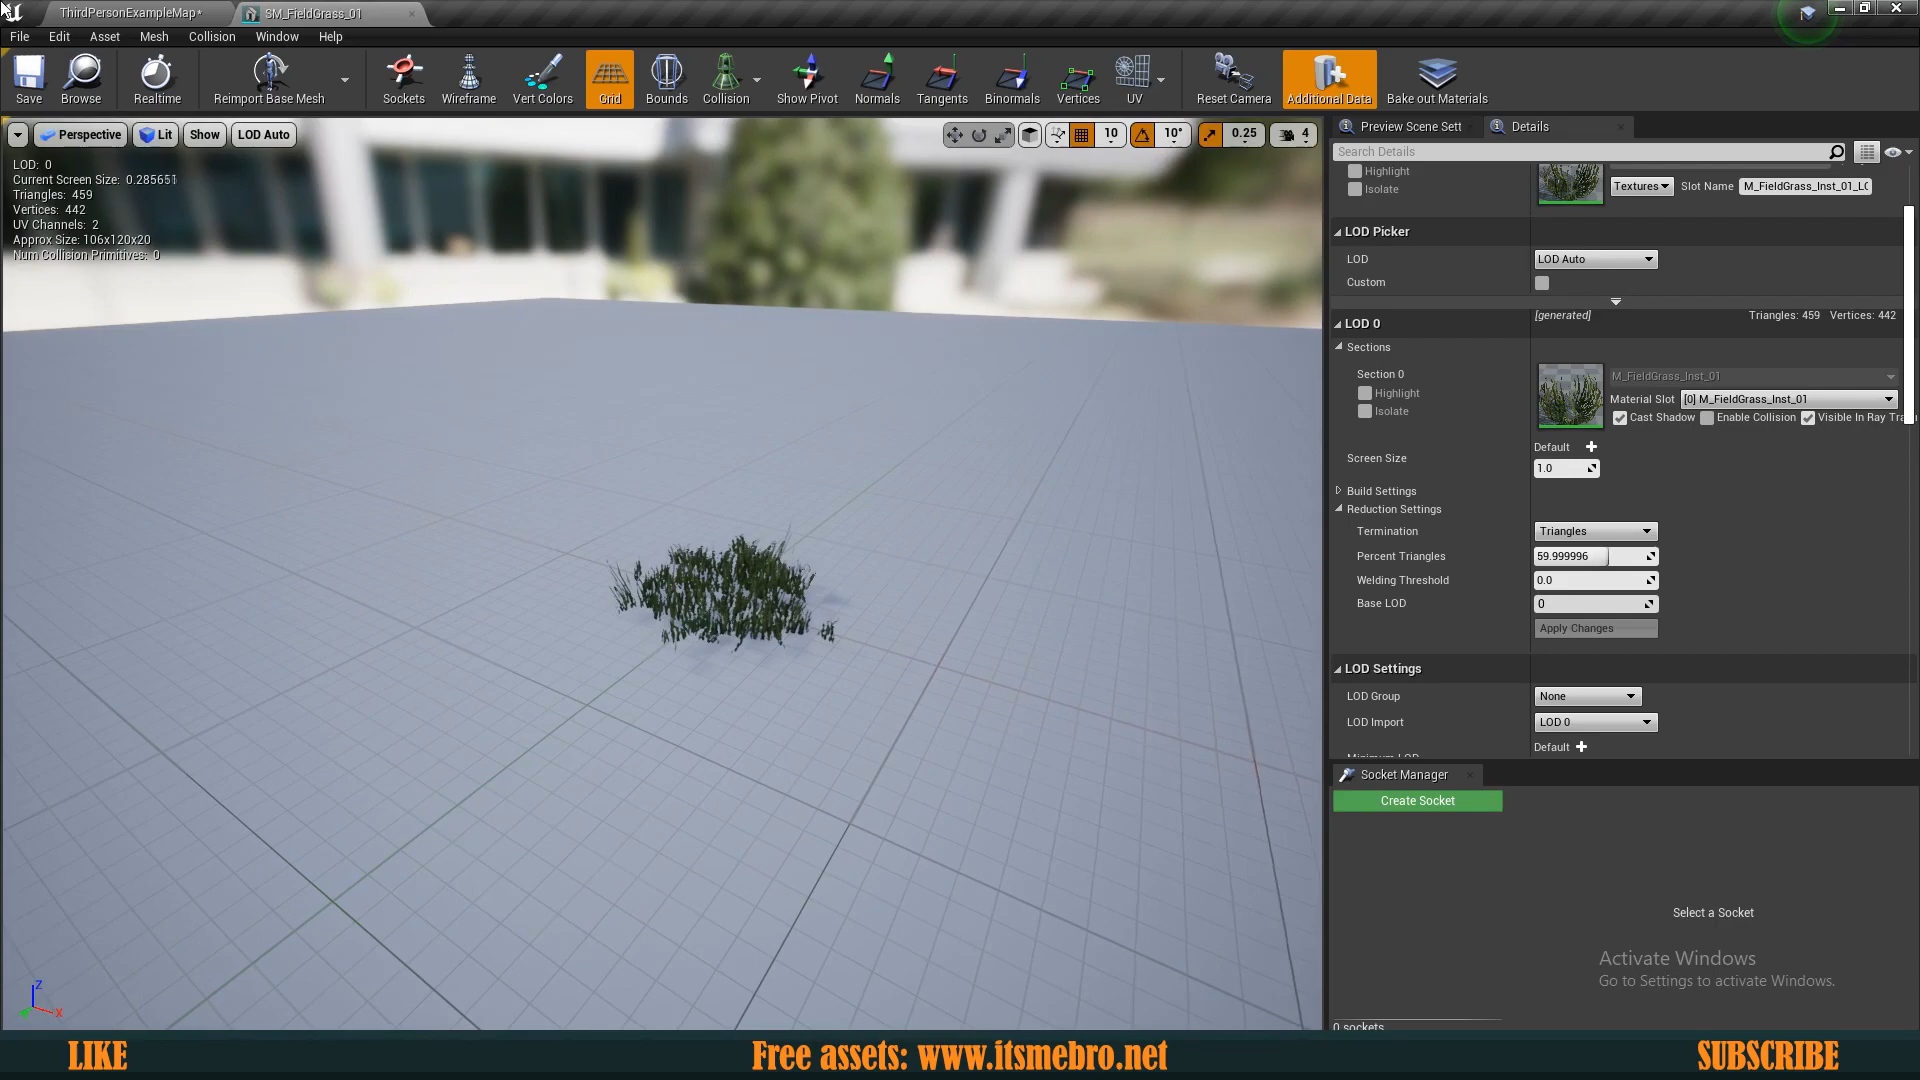 ThirdPersonExampleMap*
SM_FieldGrass_01
File Edit Asset Mesh Collision Window Help
Save Browse Realtime Reimport Base Mesh Sockets Wireframe Vert Colors Grid Bounds Collision Show Pivot Normals Tangents Binormals Vertices UV Reset Camera Additional Data Bake out Materials
Perspective Lit Show LOD Auto 10 10° 0.25 4
LOD: 0
Current Screen Size: 0.285651
Triangles: 459
Vertices: 442
UV Channels: 2
Approx Size: 106x120x20
Num Collision Primitives: 0
Z
X
Preview Scene Sett Details
Search Details
Highlight
Isolate
Textures Slot Name M_FieldGrass_Inst_01_L
LOD Picker
LOD LOD Auto
Custom
LOD 0 [generated] Triangles: 459 Vertices: 442
Sections
Section 0 M_FieldGrass_Inst_01
Highlight Material Slot [0] M_FieldGrass_Inst_01
Isolate Cast Shadow Enable Collision Visible In Ray Tra
Default
Screen Size
1.0
Build Settings
Reduction Settings
Termination Triangles
Percent Triangles 59.999996
Welding Threshold 0.0
Base LOD 0
Apply Changes
LOD Settings
LOD Group None
LOD Import LOD 0
Default
Minimum LOD
Socket Manager
Create Socket
Select a Socket
0 sockets
Activate Windows
Go to Settings to activate Windows.
LIKE Free assets: www.itsmebro.net SUBSCRIBE